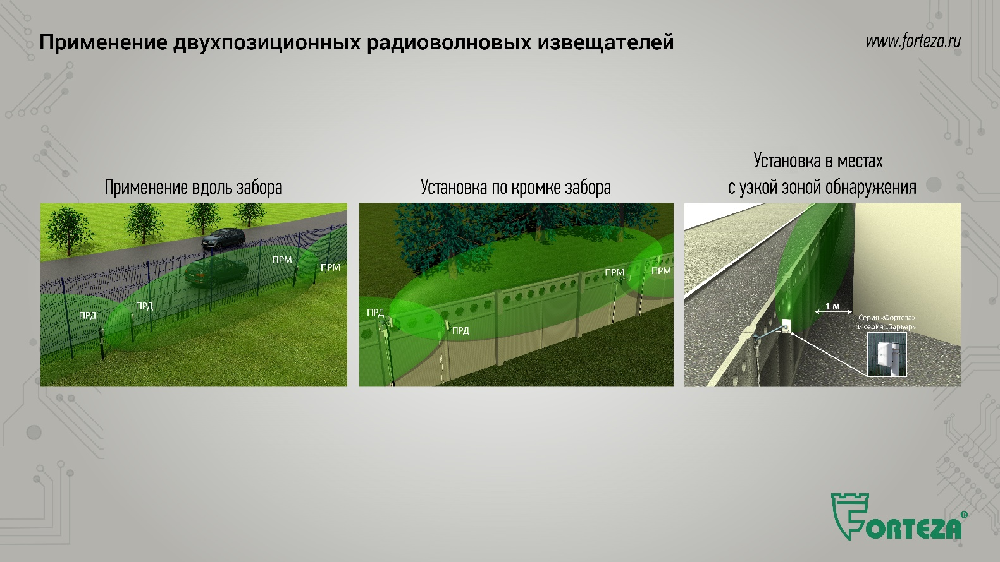 Применение двухпозиционных радиоволновых извещателей
www.forteza.ru
Применение вдоль забора
Установка по кромке забора
Установка в местах
с узкой зоной обнаружения
ПРМ
ПРМ
ПРД
ПРД
ПРМ
ПРМ
ПРД
ПРД
1 м
Серия «Фортеза»
и серия «Барьер»
FORTEZA®